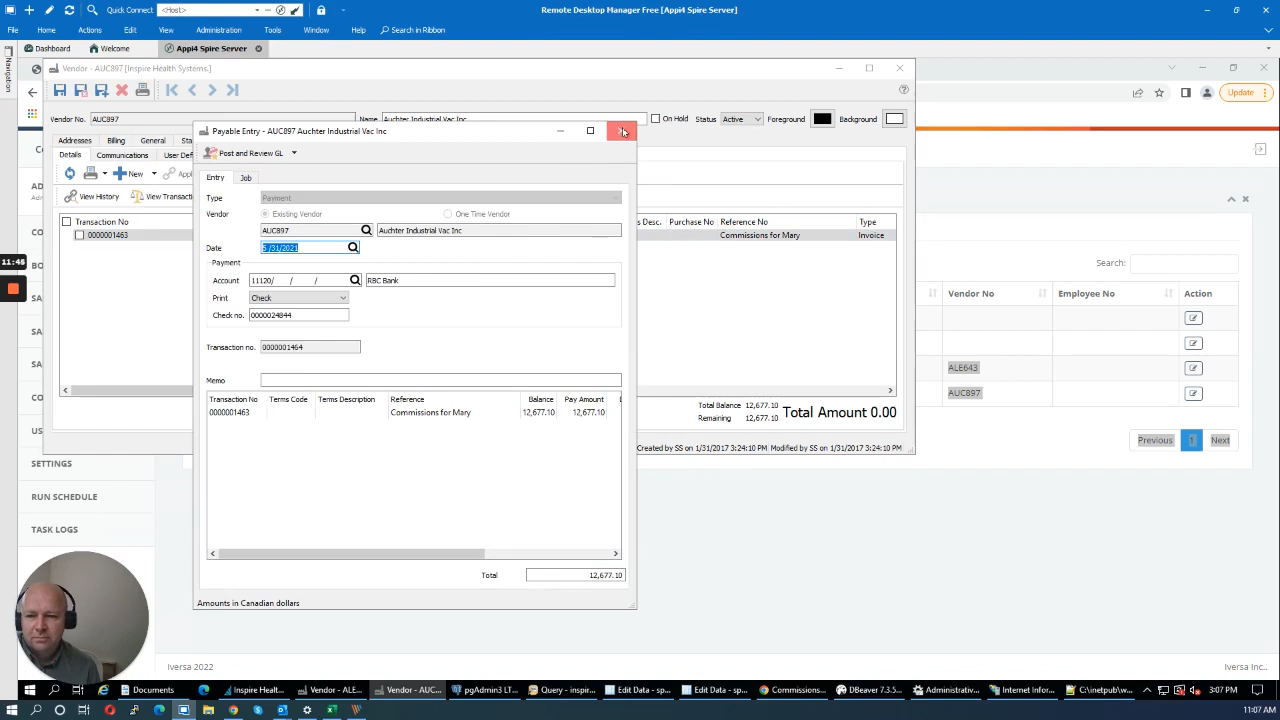 Quick Connect <Host> Remote Desktop Manager Free [Appi4 Spire Server]
File Home Actions Edit View Administration Tools Window Help Search in Ribbon
Dashboard Welcome Appi4 Spire Server
Navigation
Vendor - AUC897 [Inspire Health Systems.]
Update
Vendor No. AUC897 Name Auchter Industrial Vac Inc On Hold Status Active Foreground Background
Payable Entry - AUC897 Auchter Industrial Vac Inc
Addresses Billing General
Details Communications
Post and Review GL
New
View History View Transacti
Entry Job
Type Payment
Vendor Existing Vendor One Time Vendor
AUC897 Auchter Industrial Vac Inc
Date 5 /31/2021
Payment
Account 11120/ / / RBC Bank
Print Check
Check no. 0000024844
Transaction no. 0000001464
Memo
Transaction No Terms Code Terms Description Reference Balance Pay Amount
0000001463 Commissions for Mary 12,677.10 12,677.10
Total 12,677.10
Amounts in Canadian dollars
Transaction No
0000001463
s Desc. Purchase No Reference No Type
Commissions for Mary Invoice
Total Balance 12,677.10
Remaining 12,677.10
Total Amount 0.00
Created by SS on 1/31/2017 3:24:10 PM Modified by SS on 1/31/2017 3:24:10 PM
Search:
Vendor No Employee No Action
ALE643
AUC897
Previous 1 Next
11:45
SETTINGS
RUN SCHEDULE
TASK LOGS
Iversa 2022 Iversa Inc..
Documents Inspire Healt... Vendor - ALE... Vendor - AUC... pgAdmin3 LT... Query - inspir... Edit Data - sp... Edit Data - sp... Commissions... DBeaver 7.3.5... Administrativ... Internet Infor... C:\inetpub\w... 3:07 PM
11:07 AM